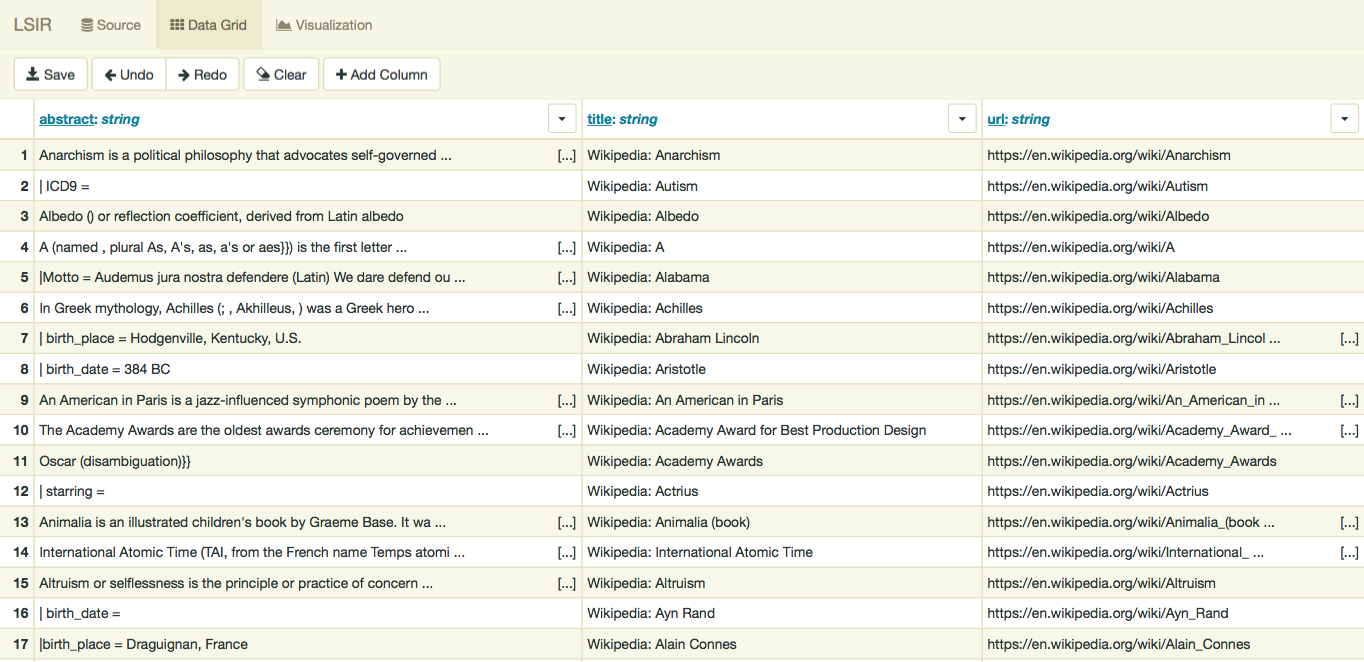 LSIR Source Data Grid Visualization
Save Undo Redo Clear + Add Column
abstract: string title: string url: string
1 Anarchism is a political philosophy that advocates self-governed ... [...] Wikipedia: Anarchism https://en.wikipedia.org/wiki/Anarchism
2 | ICD9 = Wikipedia: Autism https://en.wikipedia.org/wiki/Autism
3 Albedo () or reflection coefficient, derived from Latin albedo Wikipedia: Albedo https://en.wikipedia.org/wiki/Albedo
4 A (named , plural As, A's, as, a's or aes}}) is the first letter ... [...] Wikipedia: A https://en.wikipedia.org/wiki/A
5 |Motto = Audemus jura nostra defendere (Latin) We dare defend ou ... [...] Wikipedia: Alabama https://en.wikipedia.org/wiki/Alabama
6 In Greek mythology, Achilles (; , Akhilleus, ) was a Greek hero ... [...] Wikipedia: Achilles https://en.wikipedia.org/wiki/Achilles
7 | birth_place = Hodgenville, Kentucky, U.S. Wikipedia: Abraham Lincoln https://en.wikipedia.org/wiki/Abraham_Lincol ... [...]
8 | birth_date = 384 BC Wikipedia: Aristotle https://en.wikipedia.org/wiki/Aristotle
9 An American in Paris is a jazz-influenced symphonic poem by the ... [...] Wikipedia: An American in Paris https://en.wikipedia.org/wiki/An_American_in ... [...]
10 The Academy Awards are the oldest awards ceremony for achievemen ... [...] Wikipedia: Academy Award for Best Production Design https://en.wikipedia.org/wiki/Academy_Award_ ... [...]
11 Oscar (disambiguation)}} Wikipedia: Academy Awards https://en.wikipedia.org/wiki/Academy_Awards
12 | starring = Wikipedia: Actrius https://en.wikipedia.org/wiki/Actrius
13 Animalia is an illustrated children's book by Graeme Base. It wa ... [...] Wikipedia: Animalia (book) https://en.wikipedia.org/wiki/Animalia_(book ... [...]
14 International Atomic Time (TAI, from the French name Temps atomi ... [...] Wikipedia: International Atomic Time https://en.wikipedia.org/wiki/International_ ... [...]
15 Altruism or selflessness is the principle or practice of concern ... [...] Wikipedia: Altruism https://en.wikipedia.org/wiki/Altruism
16 | birth_date = Wikipedia: Ayn Rand https://en.wikipedia.org/wiki/Ayn_Rand
17 |birth_place = Draguignan, France Wikipedia: Alain Connes https://en.wikipedia.org/wiki/Alain_Connes